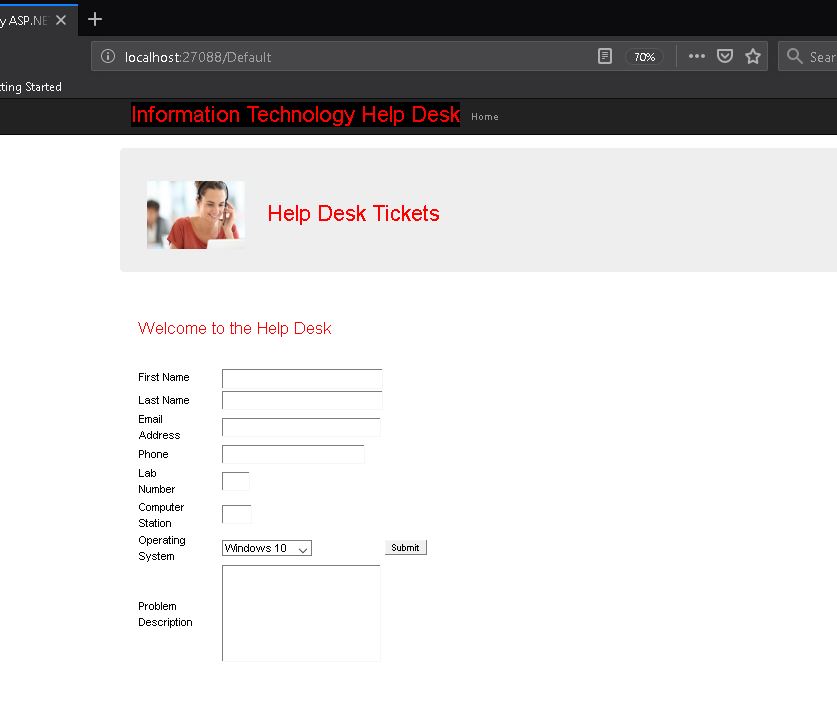 y ASP.NE
localhost:27088/Default
70%
Sear
ting Started
Information Technology Help Desk
Home
Help Desk Tickets
Welcome to the Help Desk
First Name
Last Name
Email
Address
Phone
Lab
Number
Computer
Station
Operating
System
Windows 10
Submit
Problem
Description